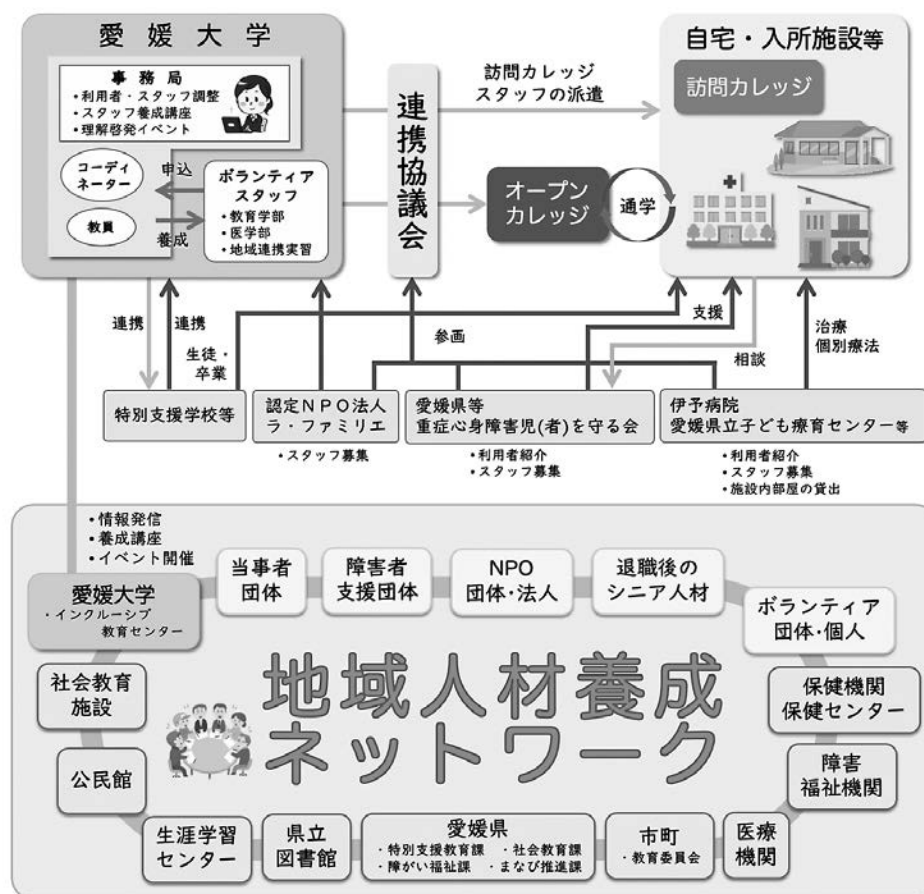 愛媛大学
事務局
・利用者・スタッフ調整
・スタッフ養成講座
・理解啓発イベント
コーディ
ネーター
教員
申込
養成
ボランティア
スタッフ
・教育学部
・医学部
・地域連携実習
連携協議会
訪問カレッジ
スタッフの派遣
オープン
カレッジ
通学
自宅・入所施設等
訪問カレッジ
連携
連携
生徒・
卒業
参画
支援
相談
治療
個別療法
特別支援学校等
認定NPO法人
ラ・ファミリエ
・スタッフ募集
愛媛県等
重症心身障害児(者)を守る会
・利用者紹介
・スタッフ募集
伊予病院
愛媛県立子ども療育センター等
・利用者紹介
・スタッフ募集
・施設内部屋の貸出
・情報発信
・養成講座
・イベント開催
愛媛大学
・インクルーシブ
教育センター
当事者
団体
障害者
支援団体
NPO
団体・法人
退職後の
シニア人材
ボランティア
団体・個人
社会教育
施設
地域人材養成
ネットワーク
保健機関
保健センター
公民館
障害
福祉機関
生涯学習
センター
県立
図書館
愛媛県
・特別支援教育課 ・社会教育課
・障がい福祉課 ・まなび推進課
市町
・教育委員会
医療
機関